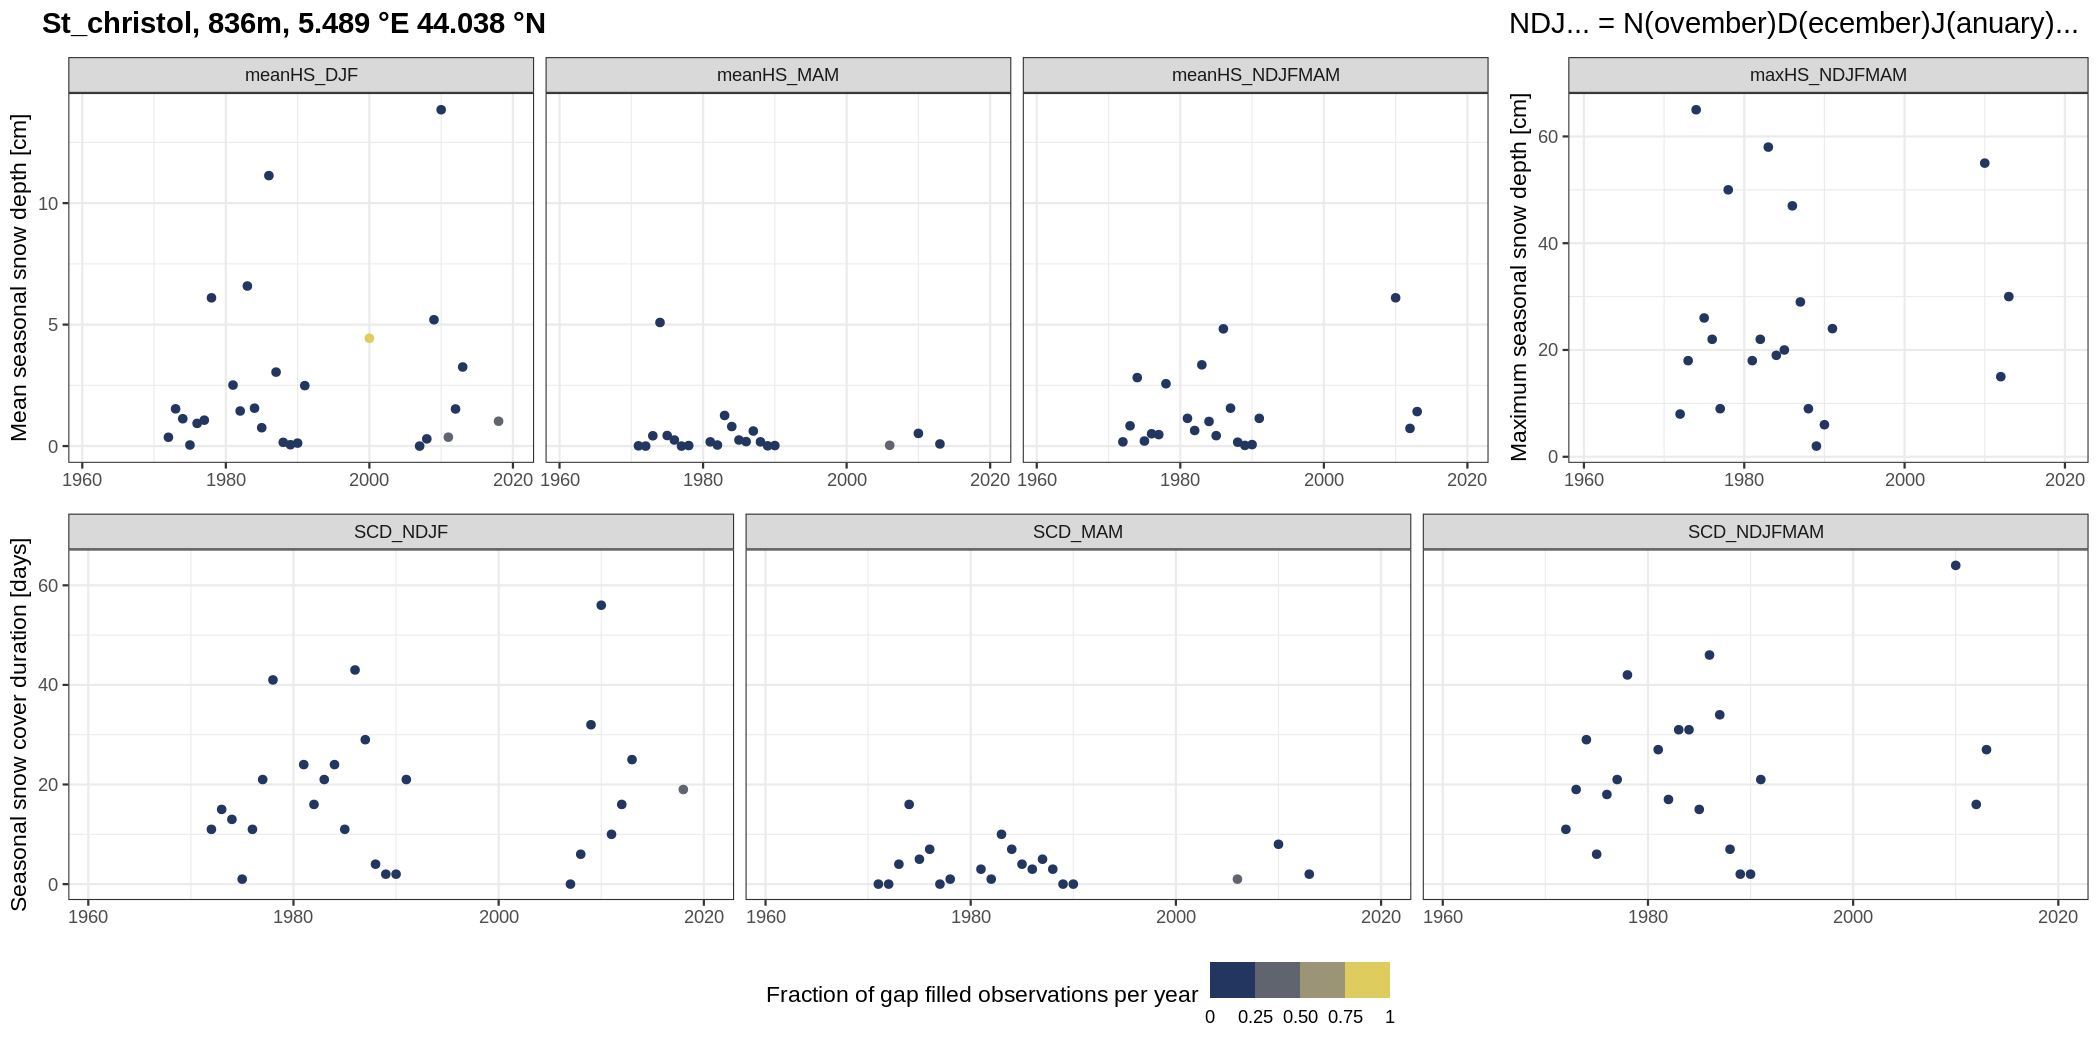 St_christol, 836m, 5.489 °E 44.038 °N
NDJ... = N(ovember)D(ecember)J(anuary)...
meanHS_DJF
meanHS_MAM
meanHS_NDJFMAM
maxHS_NDJFMAM
Mean seasonal snow depth [cm]
10
5
0
1960 1980 2000 2020
1960 1980 2000 2020
1960 1980 2000 2020
Maximum seasonal snow depth [cm]
60
40
20
0
1960 1980 2000 2020
SCD_NDJF
SCD_MAM
SCD_NDJFMAM
Seasonal snow cover duration [days]
60
40
20
0
1960 1980 2000 2020
1960 1980 2000 2020
1960 1980 2000 2020
Fraction of gap filled observations per year
0 0.25 0.50 0.75 1